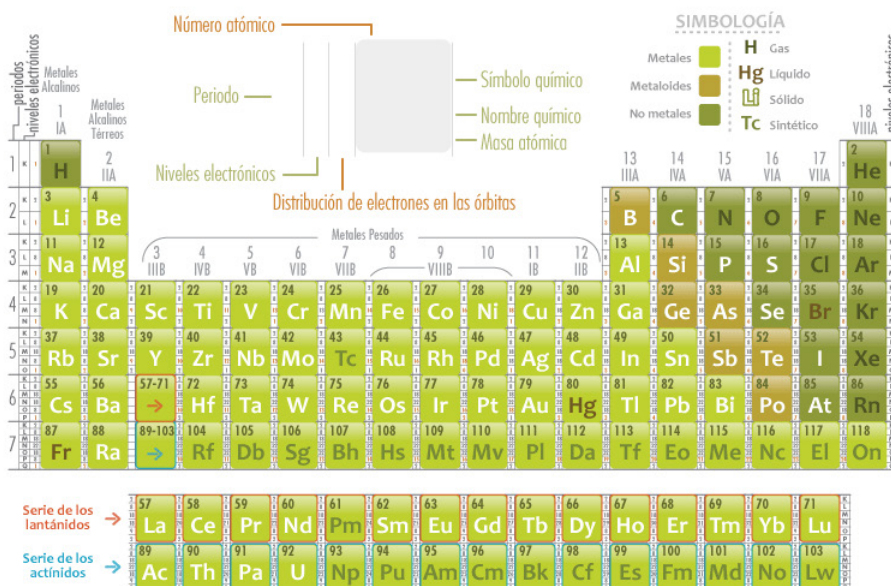 Número atómico
Periodo
Símbolo químico
Nombre químico
Masa atómica
Niveles electrónicos
Distribución de electrones en las órbitas
SIMBOLOGÍA
Metales
Metaloides
No metales
H Gas
Hg Líquido
Li Sólido
Tc Sintético
periodos
niveles electrónicos
niveles electrónicos
Metales Alcalinos
Metales Alcalinos Térreos
Metales Pesados
1 2 3 4 5 6 7 8 9 10 11 12 13 14 15 16 17 18
IA IIA IIIB IVB VB VIB VIIB VIIIB IB IIB IIIA IVA VA VIA VIIA VIIIA
1 K 1 H 2 He
2 K L 3 Li 4 Be 5 B 6 C 7 N 8 O 9 F 10 Ne
3 K L M 11 Na 12 Mg 13 Al 14 Si 15 P 16 S 17 Cl 18 Ar
4 K L M N 19 K 20 Ca 21 Sc 22 Ti 23 V 24 Cr 25 Mn 26 Fe 27 Co 28 Ni 29 Cu 30 Zn 31 Ga 32 Ge 33 As 34 Se 35 Br 36 Kr
5 K L M N O 37 Rb 38 Sr 39 Y 40 Zr 41 Nb 42 Mo 43 Tc 44 Ru 45 Rh 46 Pd 47 Ag 48 Cd 49 In 50 Sn 51 Sb 52 Te 53 I 54 Xe
6 K L M N O P 55 Cs 56 Ba 57-71 → 72 Hf 73 Ta 74 W 75 Re 76 Os 77 Ir 78 Pt 79 Au 80 Hg 81 Tl 82 Pb 83 Bi 84 Po 85 At 86 Rn
7 K L M N O P Q 87 Fr 88 Ra 89-103 → 104 Rf 105 Db 106 Sg 107 Bh 108 Hs 109 Mt 110 Mv 111 Pl 112 Da 113 Tf 114 Eo 115 Me 116 Nc 117 El 118 On
Serie de los lantánidos → 57 La 58 Ce 59 Pr 60 Nd 61 Pm 62 Sm 63 Eu 64 Gd 65 Tb 66 Dy 67 Ho 68 Er 69 Tm 70 Yb 71 Lu
Serie de los actínidos → 89 Ac 90 Th 91 Pa 92 U 93 Np 94 Pu 95 Am 96 Cm 97 Bk 98 Cf 99 Es 100 Fm 101 Md 102 No 103 Lw